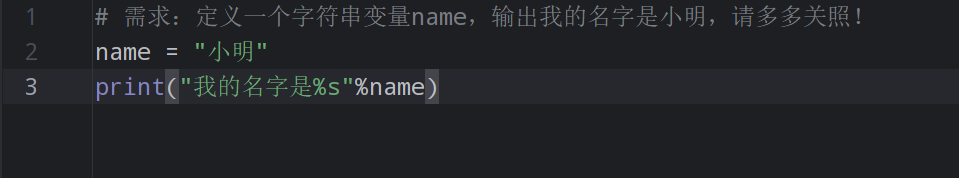 1 # 需求：定义一个字符串变量name，输出我的名字是小明，请多多关照！
2 name = "小明"
3 print("我的名字是%s"%name)